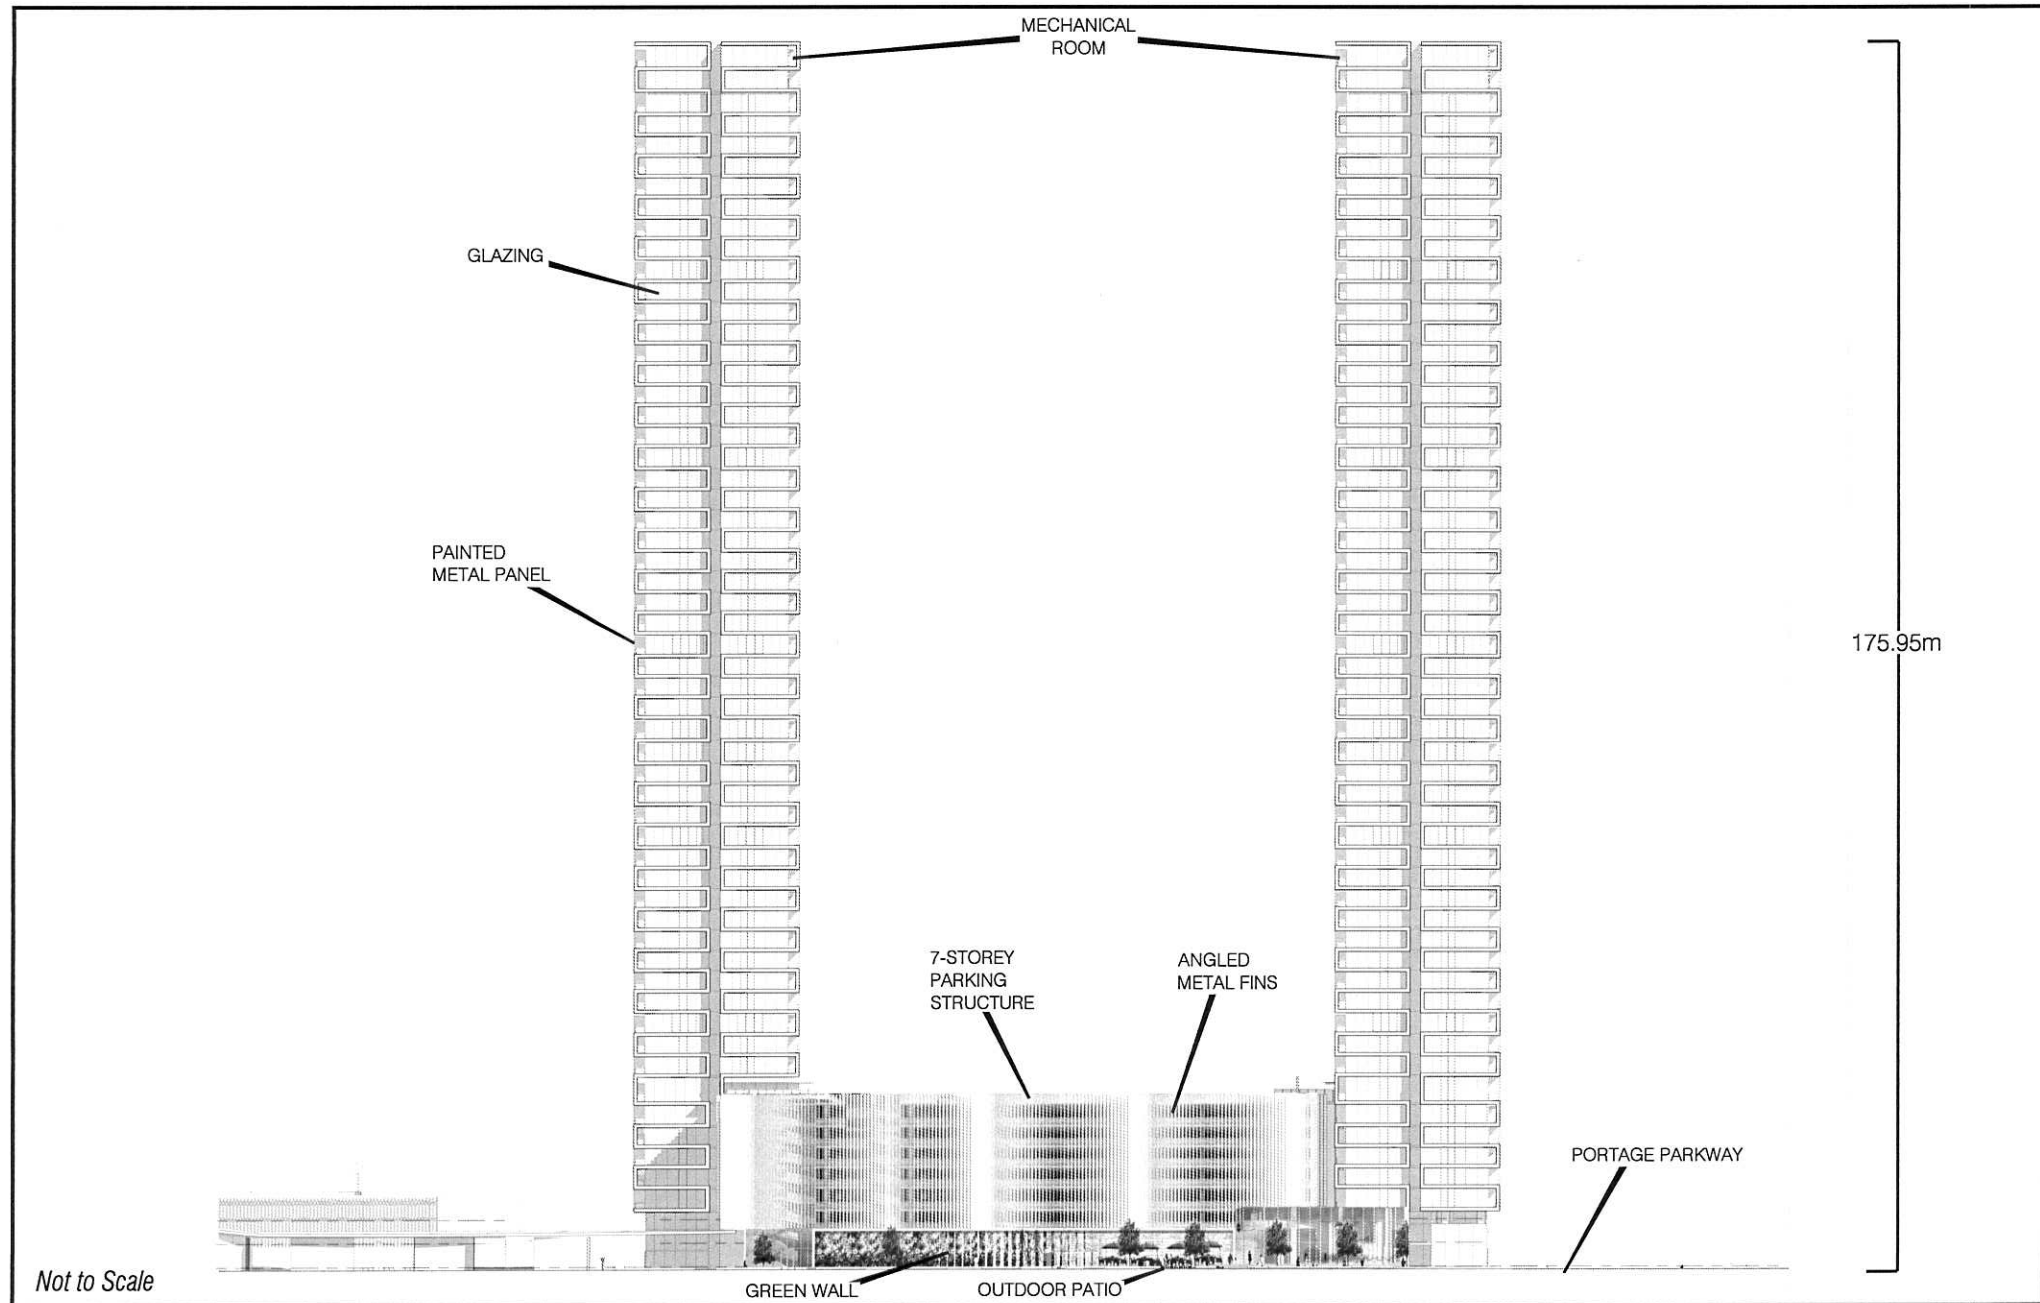 MECHANICAL
ROOM
GLAZING
PAINTED
METAL PANEL
175.95m
7-STOREY
PARKING
STRUCTURE
ANGLED
METAL FINS
PORTAGE PARKWAY
Not to Scale
GREEN WALL
OUTDOOR PATIO